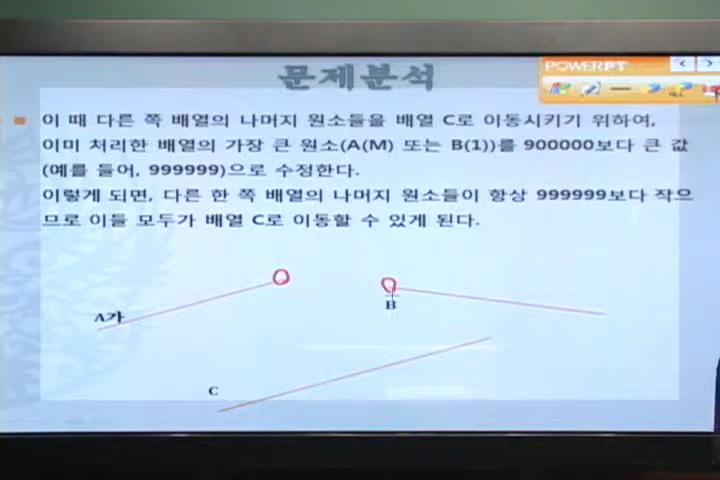 문제분석
POWERPT
이 때 다른 쪽 배열의 나머지 원소들을 배열 C로 이동시키기 위하여,
이미 처리한 배열의 가장 큰 원소(A(M) 또는 B(1))를 900000보다 큰 값
(예를 들어, 999999)으로 수정한다.
이렇게 되면, 다른 한 쪽 배열의 나머지 원소들이 항상 999999보다 작으
므로 이들 모두가 배열 C로 이동할 수 있게 된다.
A가
B
C